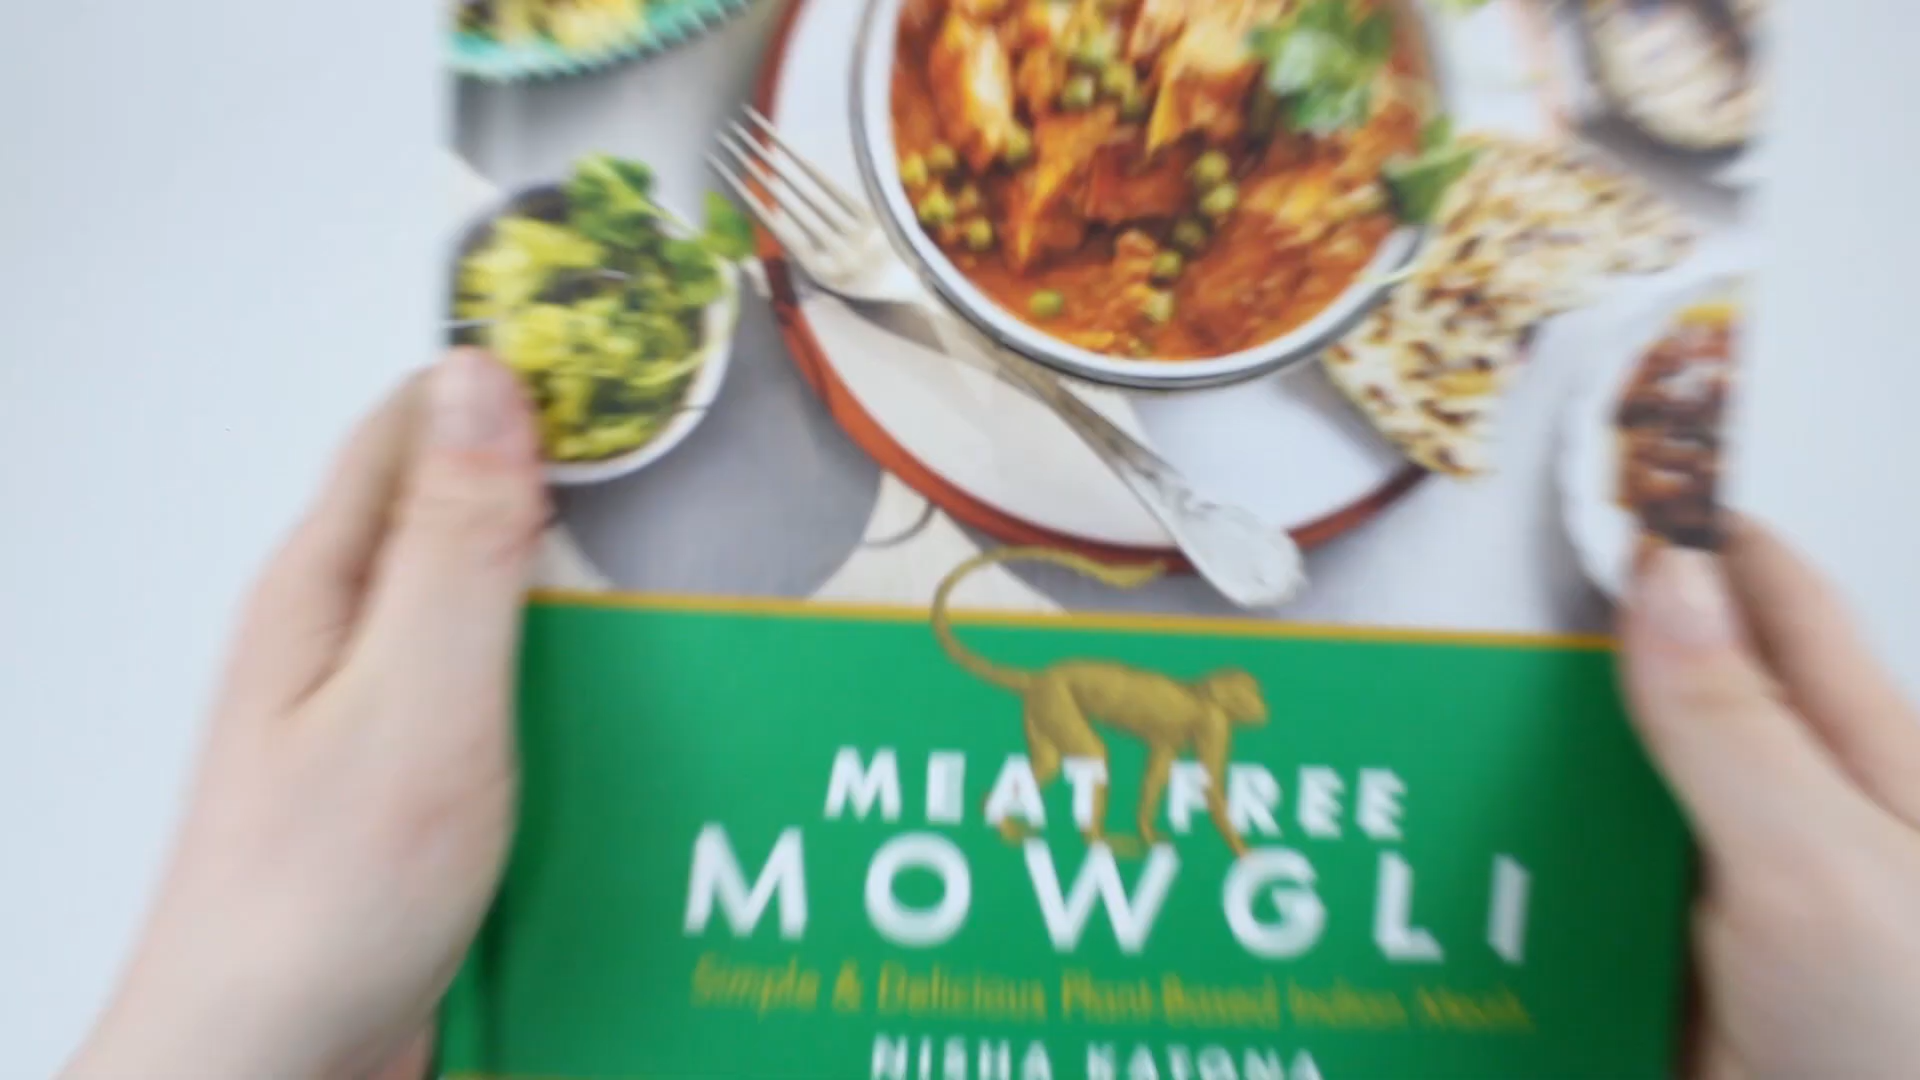 MEAT FREE
MOWGLI
Simple & Delicious Plant-Based Indian Meals
NISHA KATONA